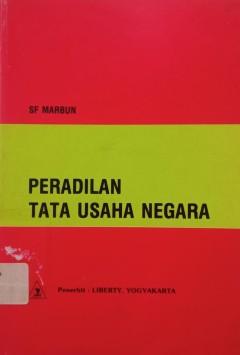 SF MARBUN
PERADILAN
TATA USAHA NEGARA
Penerbit : LIBERTY, YOGYAKARTA